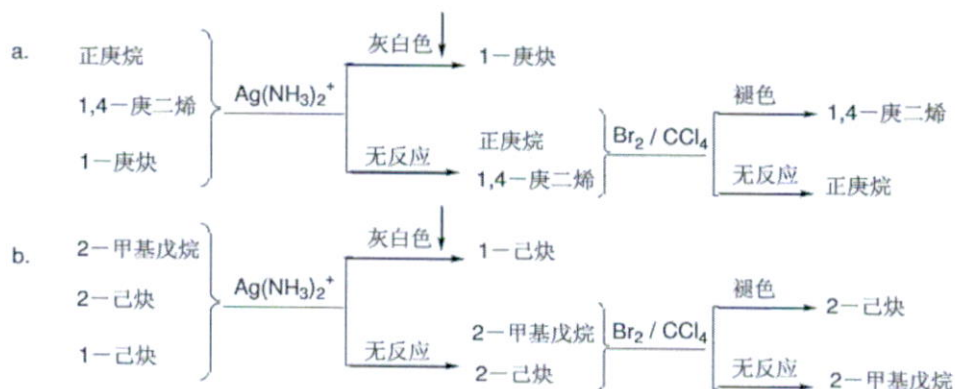 a.
正庚烷
1,4－庚二烯
1－庚炔
Ag(NH₃)₂⁺
灰白色↓
1－庚炔
无反应
正庚烷
1,4－庚二烯
Br₂ / CCl₄
褪色
1,4－庚二烯
无反应
正庚烷
b.
2－甲基戊烷
2－己炔
1－己炔
Ag(NH₃)₂⁺
灰白色↓
1－己炔
无反应
2－甲基戊烷
2－己炔
Br₂ / CCl₄
褪色
2－己炔
无反应
2－甲基戊烷